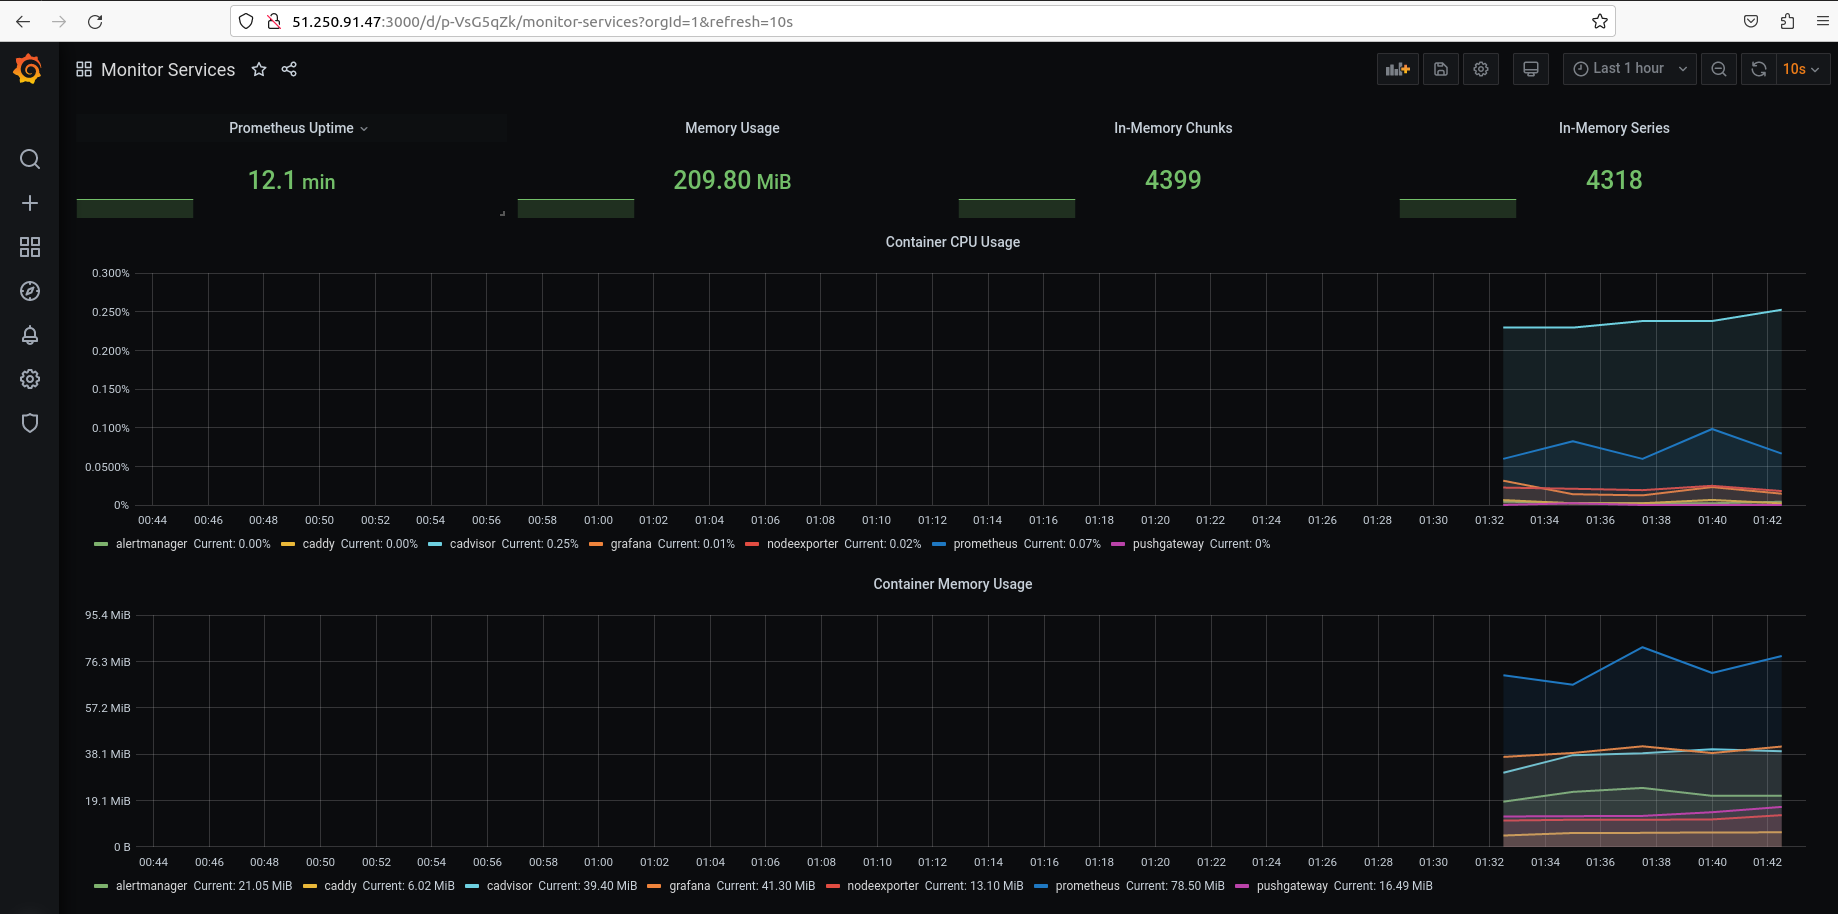 51.250.91.47:3000/d/p-VsG5qZk/monitor-services?orgId=1&refresh=10s
Monitor Services
Last 1 hour
10s
Prometheus Uptime Memory Usage In-Memory Chunks In-Memory Series
12.1 min 209.80 MiB 4399 4318
Container CPU Usage
0.300%
0.250%
0.200%
0.150%
0.100%
0.0500%
0%
00:44 00:46 00:48 00:50 00:52 00:54 00:56 00:58 01:00 01:02 01:04 01:06 01:08 01:10 01:12 01:14 01:16 01:18 01:20 01:22 01:24 01:26 01:28 01:30 01:32 01:34 01:36 01:38 01:40 01:42
alertmanager Current: 0.00% caddy Current: 0.00% cadvisor Current: 0.25% grafana Current: 0.01% nodeexporter Current: 0.02% prometheus Current: 0.07% pushgateway Current: 0%
Container Memory Usage
95.4 MiB
76.3 MiB
57.2 MiB
38.1 MiB
19.1 MiB
0 B
00:44 00:46 00:48 00:50 00:52 00:54 00:56 00:58 01:00 01:02 01:04 01:06 01:08 01:10 01:12 01:14 01:16 01:18 01:20 01:22 01:24 01:26 01:28 01:30 01:32 01:34 01:36 01:38 01:40 01:42
alertmanager Current: 21.05 MiB caddy Current: 6.02 MiB cadvisor Current: 39.40 MiB grafana Current: 41.30 MiB nodeexporter Current: 13.10 MiB prometheus Current: 78.50 MiB pushgateway Current: 16.49 MiB